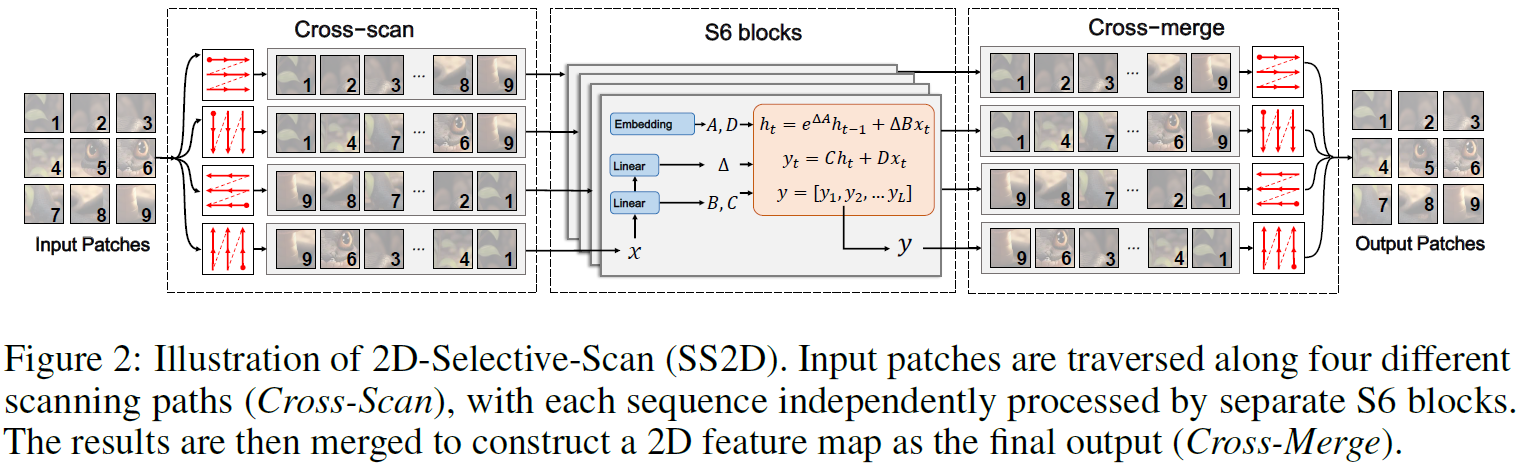 Cross-scan
S6 blocks
Cross-merge
1 2 3
4 5 6
7 8 9
Input Patches
1 2 3 ... 8 9
1 4 7 ... 6 9
9 8 7 ... 2 1
9 6 3 ... 4 1
Embedding
A, D
Linear
Δ
Linear
B, C
x
h_t = e^{ΔA}h_{t−1} + ΔBx_t
y_t = Ch_t + Dx_t
y = [y_1, y_2, … y_L]
y
1 2 3 ... 8 9
1 4 7 ... 6 9
9 8 7 ... 2 1
9 6 3 ... 4 1
1 2 3
4 5 6
7 8 9
Output Patches
Figure 2: Illustration of 2D-Selective-Scan (SS2D). Input patches are traversed along four different
scanning paths (Cross-Scan), with each sequence independently processed by separate S6 blocks.
The results are then merged to construct a 2D feature map as the final output (Cross-Merge).